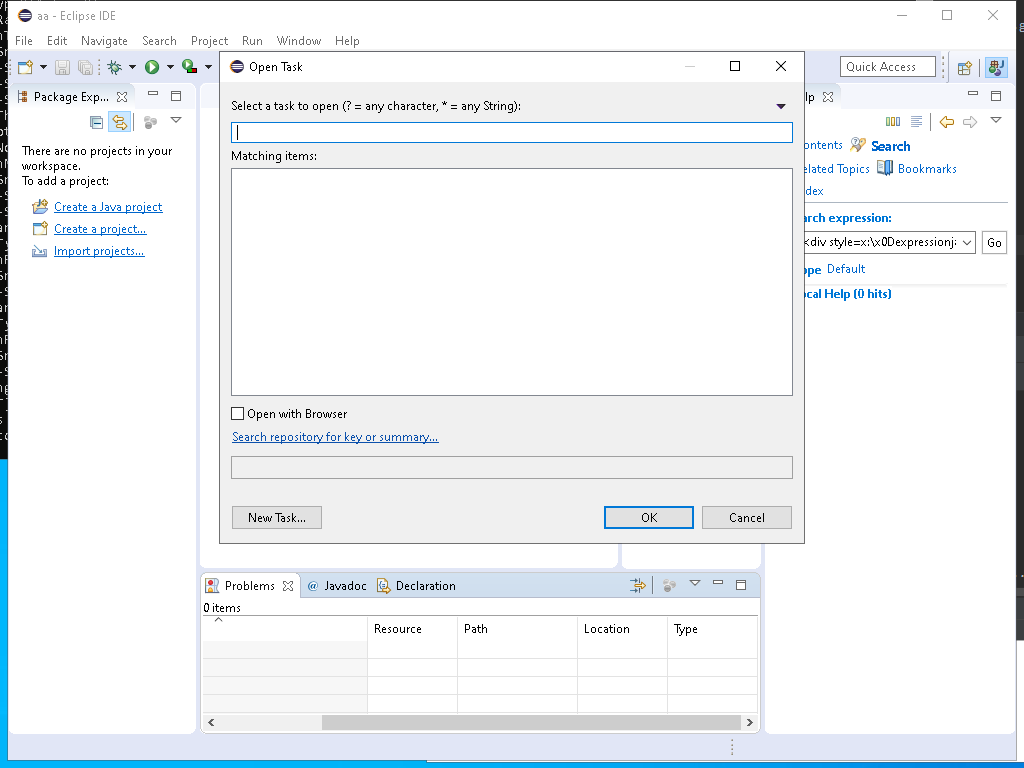 aa - Eclipse IDE
File Edit Navigate Search Project Run Window Help
Quick Access
Package Exp...
There are no projects in your
workspace.
To add a project:
Create a Java project
Create a project...
Import projects...
Open Task
Select a task to open (? = any character, * = any String):
Matching items:
Open with Browser
Search repository for key or summary...
New Task...
OK
Cancel
lp
ontents
Search
elated Topics
Bookmarks
dex
arch expression:
<div style=x:\x0Dexpression
Go
ope Default
ocal Help (0 hits)
Problems @ Javadoc Declaration
0 items
Resource Path Location Type